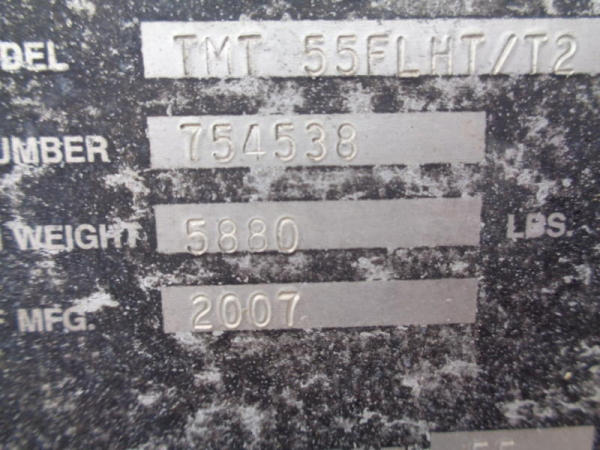 DEL TMT 55FLHT/T2
UMBER 754538
WEIGHT 5880 LBS.
F MFG. 2007